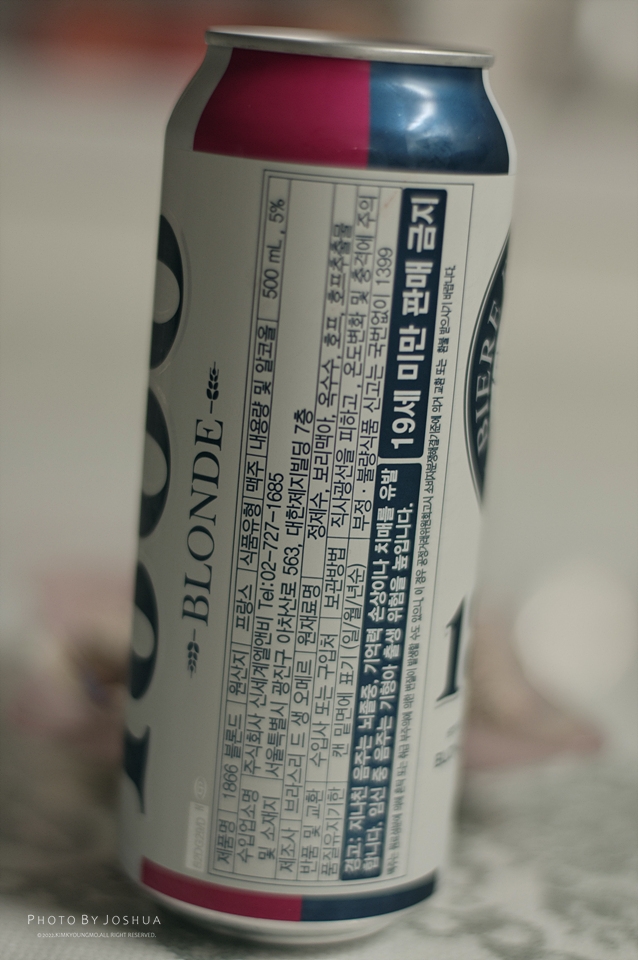 BLONDE
제품명 1866 블론드 원산지 프랑스 식품유형 맥주 내용량 및 알코올 500 mL , 5%
수입업소명 및 소재지 주식회사 신세계엘앤비 Tel:02-727-1685
서울특별시 광진구 아차산로 563, 대한제지빌딩 7층
제조사 브라스리 드 생 오메르 원재료명 정제수, 보리맥아, 옥수수, 호프, 호프추출물
반품 및 교환 수입사 또는 구입처 보관방법 직사광선을 피하고, 온도변화 및 충격에 주의
품질유지기한 캔 밑면에 표기 (일/월/년순) 부정·불량식품 신고는 국번없이 1399
경고: 지나친 음주는 뇌졸중, 기억력 손상이나 치매를 유발
합니다. 임신 중 음주는 기형아 출생 위험을 높입니다.
19세 미만 판매 금지
BIERE
PHOTO BY JOSHUA